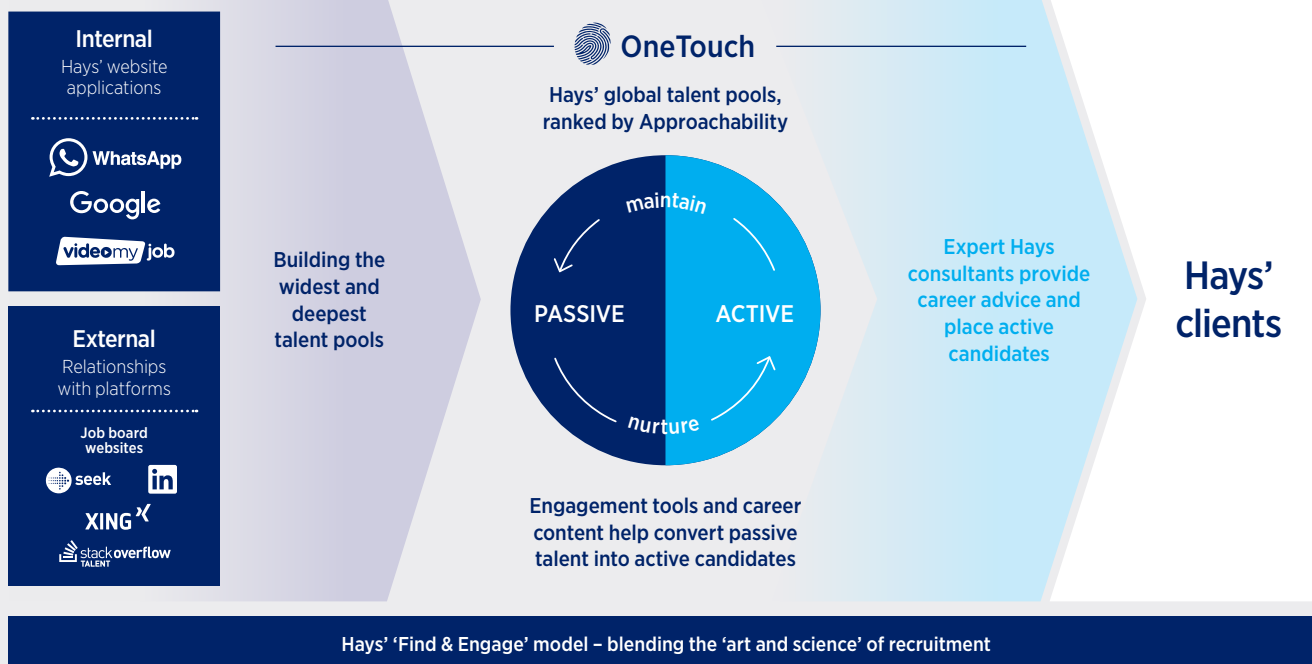 Internal
Hays’ website
applications
WhatsApp
Google
videomy job
External
Relationships
with platforms
Job board
websites
seek
in
XING
stackoverflow
TALENT
Building the
widest and
deepest
talent pools
OneTouch
Hays’ global talent pools,
ranked by Approachability
maintain
PASSIVE
ACTIVE
nurture
Engagement tools and career
content help convert passive
talent into active candidates
Expert Hays
consultants provide
career advice and
place active
candidates
Hays’
clients
Hays’ ‘Find & Engage’ model – blending the ‘art and science’ of recruitment